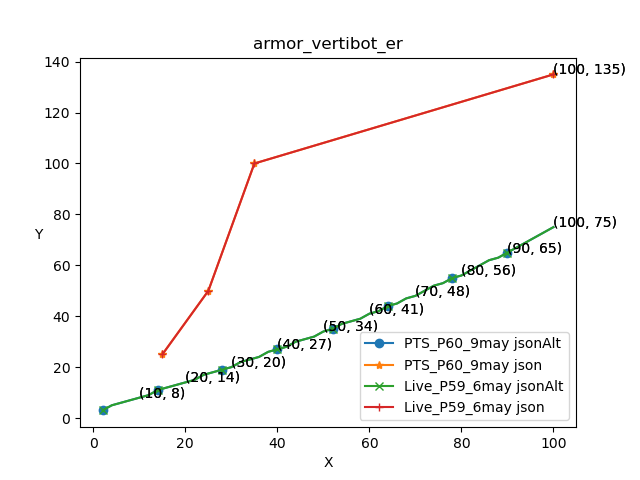 armor_vertibot_er
140
120
100
80
60
40
20
0
Y
(100, 135)
(100, 75)
(90, 65)
(80, 56)
(70, 48)
(60, 41)
(50, 34)
(40, 27)
(30, 20)
(20, 14)
(10, 8)
PTS_P60_9may jsonAlt
PTS_P60_9may json
Live_P59_6may jsonAlt
Live_P59_6may json
0 20 40 60 80 100
X